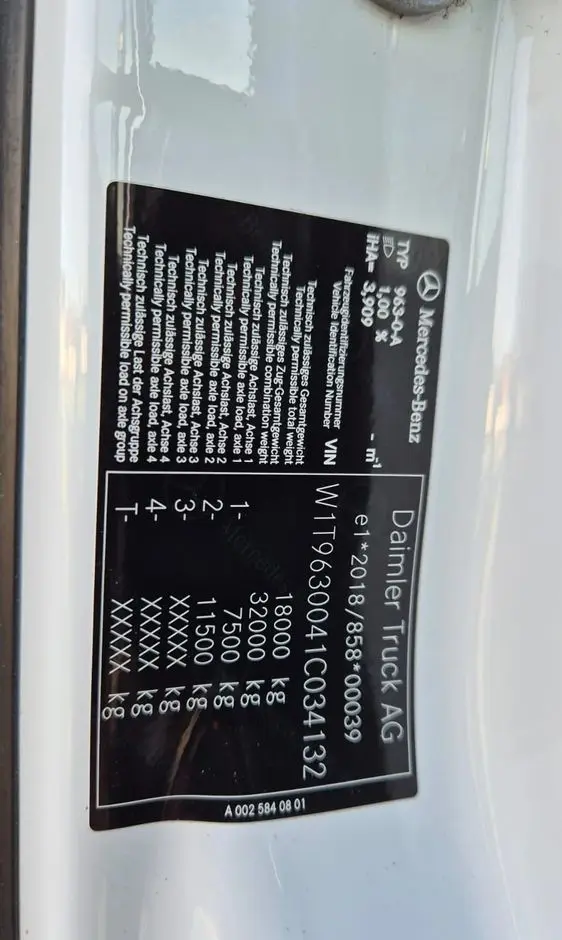 Mercedes-Benz
TYP 963-0-A
1,00 %
iHA= 3,909 - m⁻¹
Daimler Truck AG
e1*2018/858*00039
Fahrzeugidentifizierungsnummer
Vehicle Identification Number VIN
W1T9630041C034132
Technisch zulässiges Gesamtgewicht
Technically permissible total weight
18000 kg
Technisch zulässiges Zug-Gesamtgewicht
Technically permissible combination weight
32000 kg
Technisch zulässige Achslast, Achse 1
Technically permissible axle load, axle 1
1- 7500 kg
Technisch zulässige Achslast, Achse 2
Technically permissible axle load, axle 2
2- 11500 kg
Technisch zulässige Achslast, Achse 3
Technically permissible axle load, axle 3
3- XXXXX kg
Technisch zulässige Achslast, Achse 4
Technically permissible axle load, axle 4
4- XXXXX kg
Technisch zulässige Last der Achsgruppe
Technically permissible load on axle group
T- XXXXX kg
A 002 584 08 01